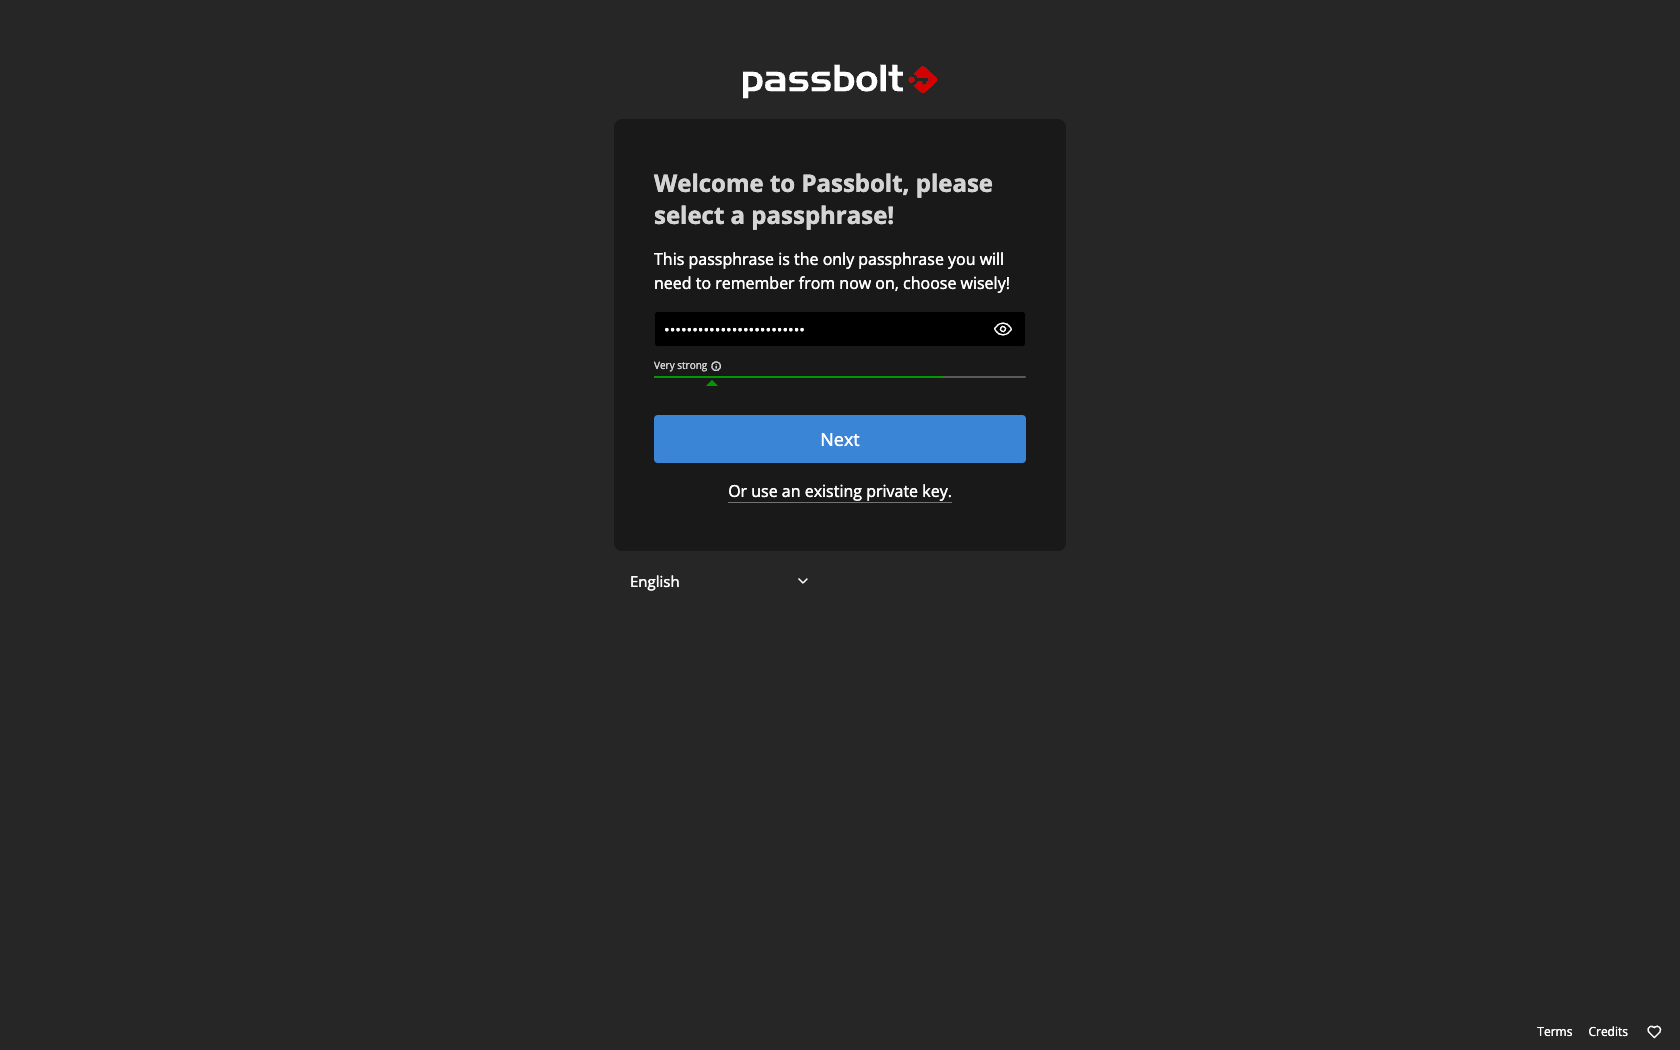 passbolt
Welcome to Passbolt, please
select a passphrase!
This passphrase is the only passphrase you will
need to remember from now on, choose wisely!
•••••••••••••••••••••••••
Very strong
Next
Or use an existing private key.
English
Terms Credits